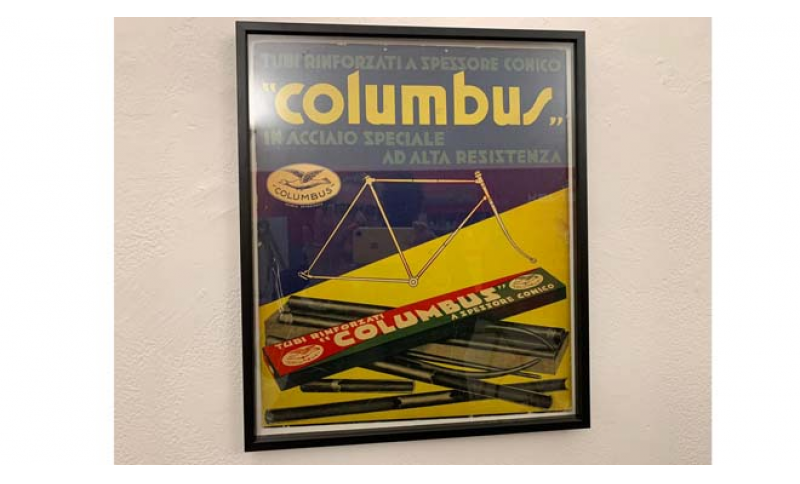 TUBI RINFORZATI A SPESSORE CONICO
"columbus„
IN ACCIAIO SPECIALE
AD ALTA RESISTENZA
COLUMBUS
TUBI RINFORZATI
"COLUMBUS"
A SPESSORE CONICO